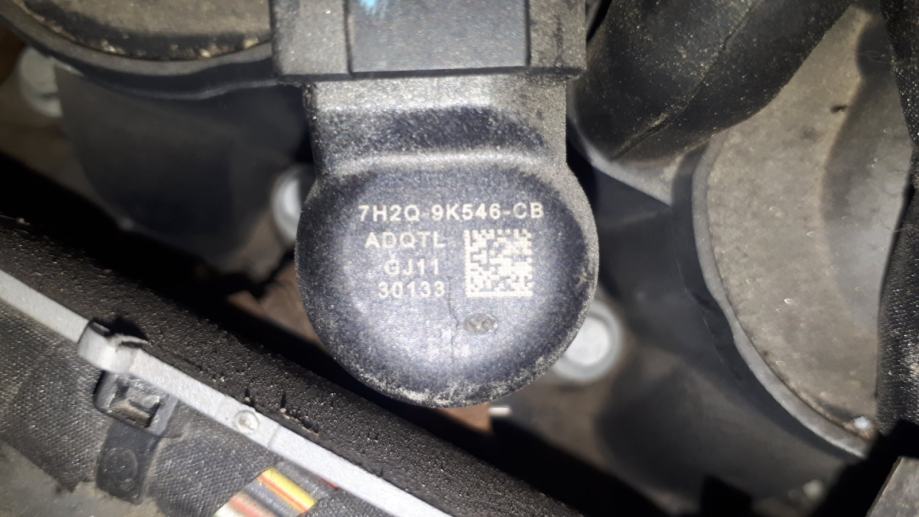 7H2Q-9K546-CB
ADQTL
GJ11
30133